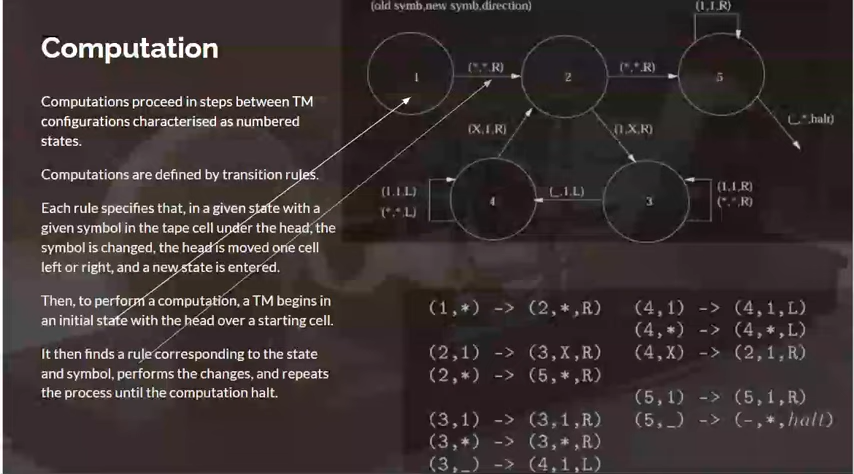 Computation
Computations proceed in steps between TM
configurations characterised as numbered
states.
Computations are defined by transition rules.
Each rule specifies that, in a given state with a
given symbol in the tape cell under the head, the
symbol is changed, the head is moved one cell
left or right, and a new state is entered.
Then, to perform a computation, a TM begins in
an initial state with the head over a starting cell.
It then finds a rule corresponding to the state
and symbol, performs the changes, and repeats
the process until the computation halt.
(old symb,new symb,direction)
(1,1,R)
1
(*,*,R)
2
(*,*,R)
5
(_,*,halt)
(X,1,R)
(1,X,R)
(1,1,L)
(*,*,L)
4
(_,1,L)
3
(1,1,R)
(*,*,R)
(1,*) -> (2,*,R)
(2,1) -> (3,X,R)
(2,*) -> (5,*,R)
(3,1) -> (3,1,R)
(3,*) -> (3,*,R)
(3,_) -> (4,1,L)
(4,1) -> (4,1,L)
(4,*) -> (4,*,L)
(4,X) -> (2,1,R)
(5,1) -> (5,1,R)
(5,_) -> (-,*,halt)